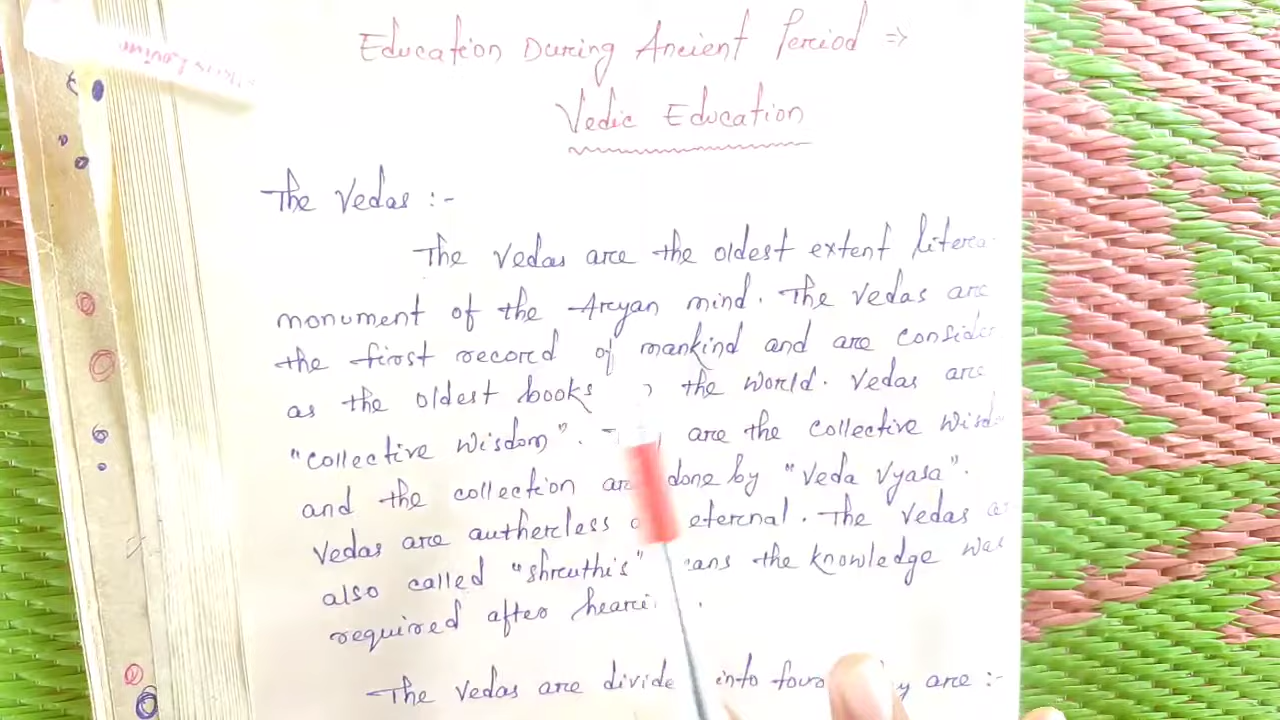 Education During Ancient Period ⇒
Vedic Education
The Vedas :-
The Vedas are the oldest extent
monument of the Aryan mind. The Vedas are
the first record of mankind and are
as the oldest books the world. Vedas are
"collective wisdom". are the collective
and the collection done by "Veda Vyasa".
Vedas are autherless eternal. The Vedas
also called "shruthis" the knowledge was
required after
The Vedas are divide into are :-